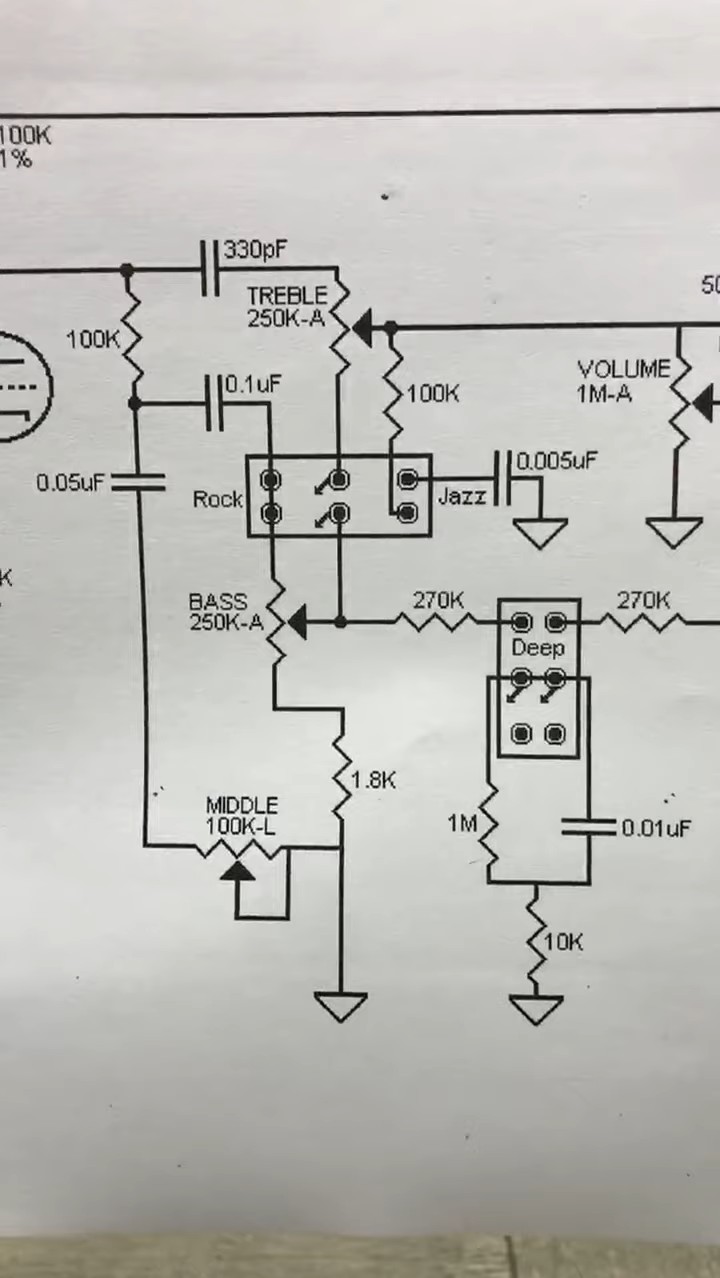 100K
1%
330pF
TREBLE
250K-A
100K
0.1uF
100K
VOLUME
1M-A
0.05uF
Rock
Jazz
0.005uF
BASS
250K-A
270K
270K
Deep
1.8K
MIDDLE
100K-L
1M
0.01uF
10K